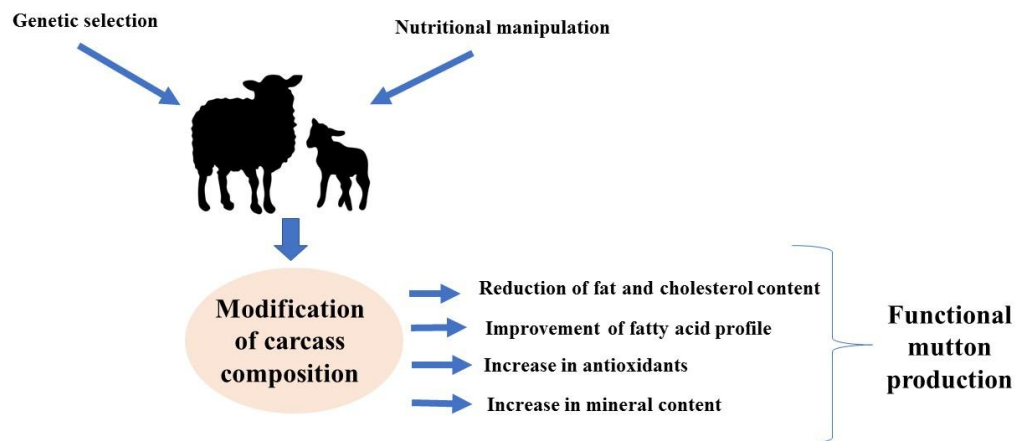 Genetic selection
Nutritional manipulation
Modification
of carcass
composition
Reduction of fat and cholesterol content
Improvement of fatty acid profile
Increase in antioxidants
Increase in mineral content
Functional
mutton
production